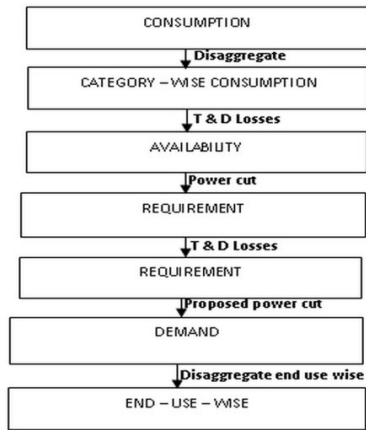 CONSUMPTION
Disaggregate
CATEGORY – WISE CONSUMPTION
T & D Losses
AVAILABILITY
Power cut
REQUIREMENT
T & D Losses
REQUIREMENT
Proposed power cut
DEMAND
Disaggregate end use wise
END – USE – WISE